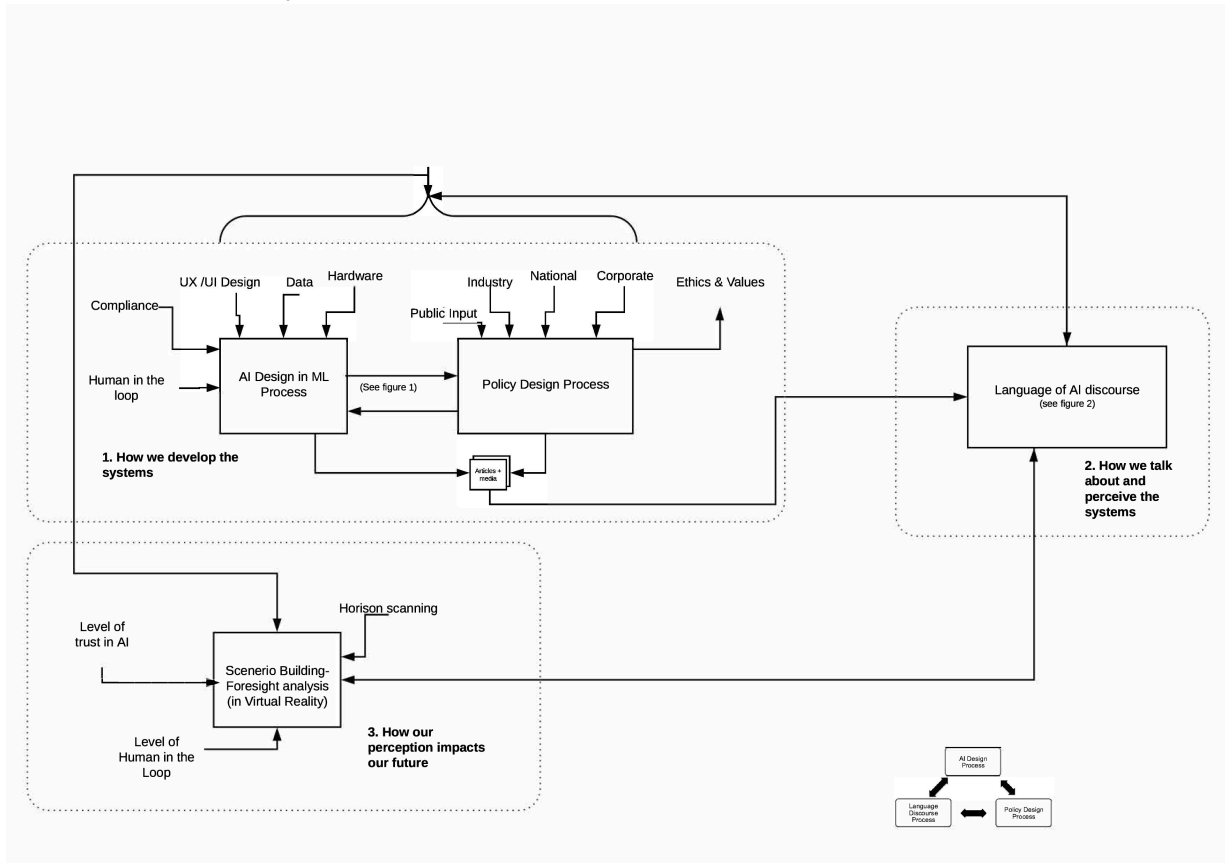 UX /UI Design
Data
Hardware
Compliance
Human in the
loop
AI Design in ML
Process
(See figure 1)
Public Input
Industry
National
Corporate
Ethics & Values
Policy Design Process
Articles +
media
1. How we develop the
systems
Language of AI discourse
(see figure 2)
2. How we talk
about and
perceive the
systems
Horison scanning
Level of
trust in AI
Scenerio Building-
Foresight analysis
(in Virtual Reality)
Level of
Human in the
Loop
3. How our
perception impacts
our future
AI Design
Process
Language
Discourse
Process
Policy Design
Process